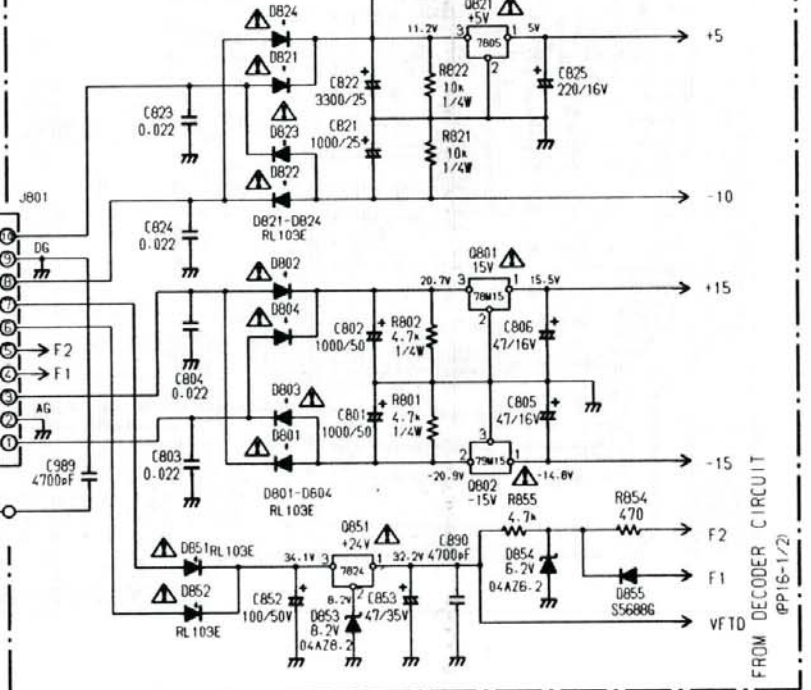 D824
Q821
+5V
11.2V
3
7805
1
5V
2
+5
D821
C822
3300/25
R822
10k
1/4W
C825
220/16V
C823
0.022
D823
C821
1000/25
R821
10k
1/4W
D822
-10
J801
C824
0.022
D821-D824
RL103E
10
9
DG
8
7
6
5
F2
4
F1
3
2
AG
1
D802
20.7V
3
Q801
15V
78M15
1
15.5V
2
+15
D804
C802
1000/50
R802
4.7k
1/4W
C806
47/16V
C804
0.022
D803
C801
1000/50
R801
4.7k
1/4W
C805
47/16V
C803
0.022
D801
3
2
79M15
1
-20.9V
-14.8V
Q802
-15V
-15
C989
4700pF
D801-D804
RL103E
R855
4.7k
R854
470
F2
D851
RL103E
Q851
+24V
34.1V
3
7824
1
32.2V
2
8.2V
C890
4700pF
D854
6.2V
04AZ6.2
F1
D855
S5688G
D852
RL103E
C852
100/50V
D853
8.2V
04AZ8.2
C853
47/35V
VFTD
FROM DECODER CIRCUIT
(PP16-1/2)